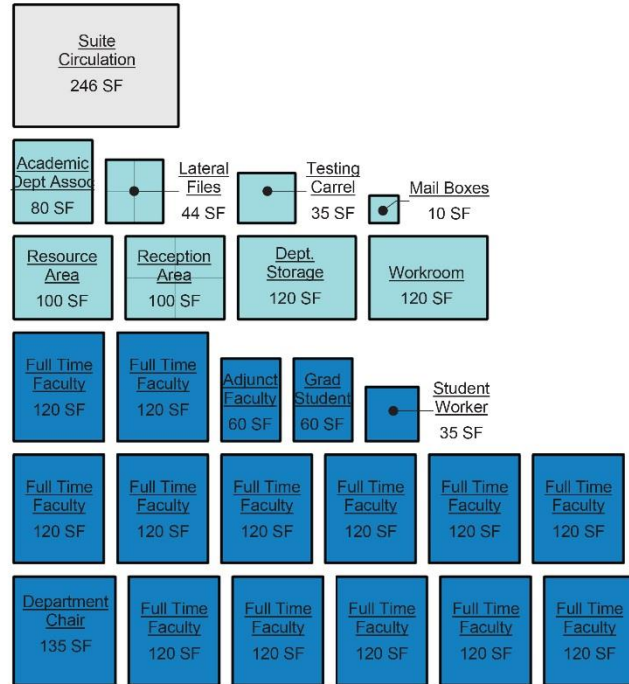 Suite
Circulation
246 SF
Academic
Dept Assoc
80 SF
Lateral
Files
44 SF
Testing
Carrel
35 SF
Mail Boxes
10 SF
Resource
Area
100 SF
Reception
Area
100 SF
Dept.
Storage
120 SF
Workroom
120 SF
Full Time
Faculty
120 SF
Full Time
Faculty
120 SF
Adjunct
Faculty
60 SF
Grad
Student
60 SF
Student
Worker
35 SF
Full Time
Faculty
120 SF
Full Time
Faculty
120 SF
Full Time
Faculty
120 SF
Full Time
Faculty
120 SF
Full Time
Faculty
120 SF
Full Time
Faculty
120 SF
Department
Chair
135 SF
Full Time
Faculty
120 SF
Full Time
Faculty
120 SF
Full Time
Faculty
120 SF
Full Time
Faculty
120 SF
Full Time
Faculty
120 SF